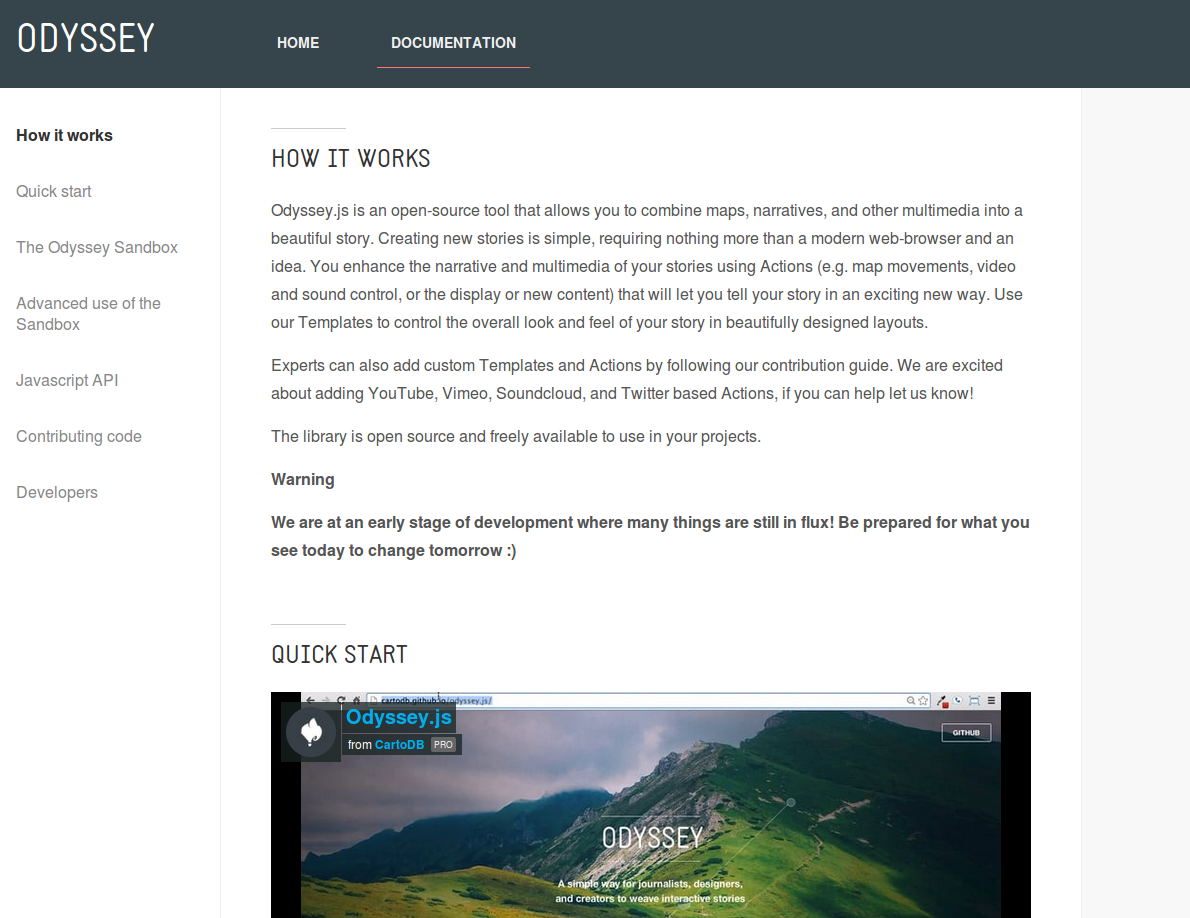 ODYSSEY
HOME
DOCUMENTATION
How it works
Quick start
The Odyssey Sandbox
Advanced use of the
Sandbox
Javascript API
Contributing code
Developers
HOW IT WORKS
Odyssey.js is an open-source tool that allows you to combine maps, narratives, and other multimedia into a
beautiful story. Creating new stories is simple, requiring nothing more than a modern web-browser and an
idea. You enhance the narrative and multimedia of your stories using Actions (e.g. map movements, video
and sound control, or the display or new content) that will let you tell your story in an exciting new way. Use
our Templates to control the overall look and feel of your story in beautifully designed layouts.
Experts can also add custom Templates and Actions by following our contribution guide. We are excited
about adding YouTube, Vimeo, Soundcloud, and Twitter based Actions, if you can help let us know!
The library is open source and freely available to use in your projects.
Warning
We are at an early stage of development where many things are still in flux! Be prepared for what you
see today to change tomorrow :)
QUICK START
cartodb.github.io/odyssey.js/
Odyssey.js
from CartoDB PRO
GITHUB
ODYSSEY
A simple way for journalists, designers,
and creators to weave interactive stories